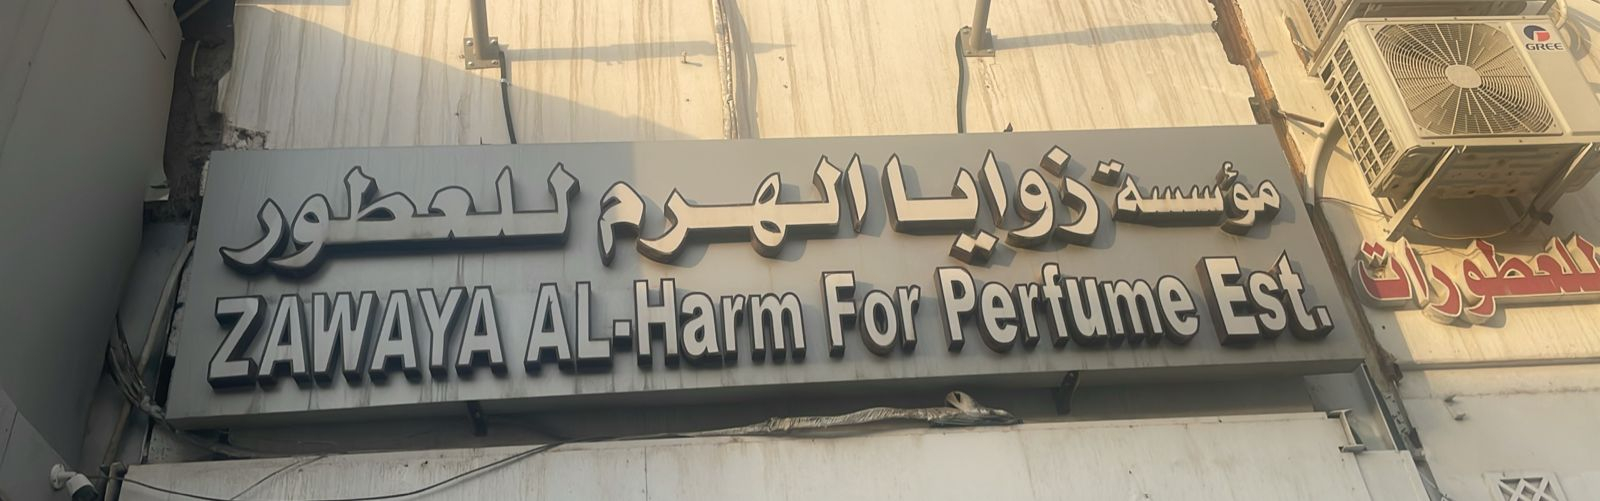 مؤسسة زوايا الهرم للعطور
ZAWAYA AL-Harm For Perfume Est.
للعطورات
GREE